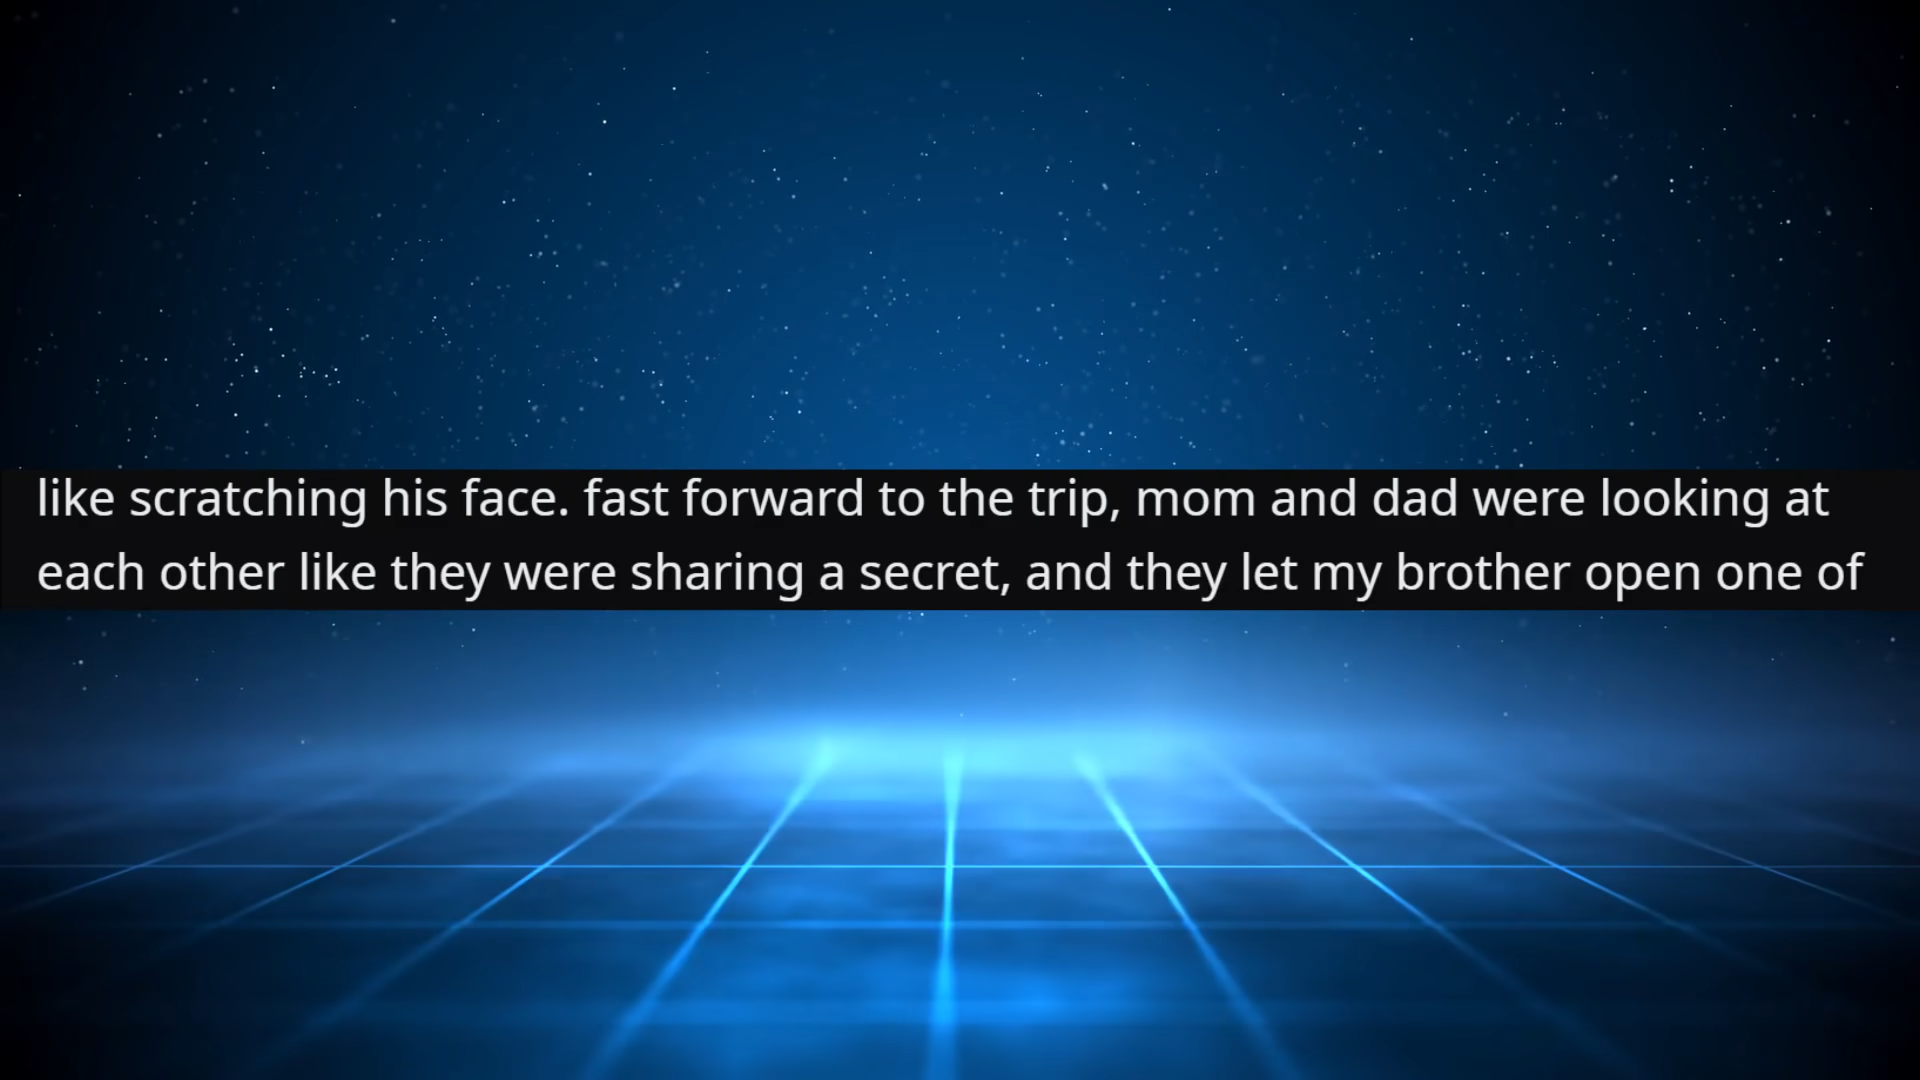 like scratching his face. fast forward to the trip, mom and dad were looking at
each other like they were sharing a secret, and they let my brother open one of